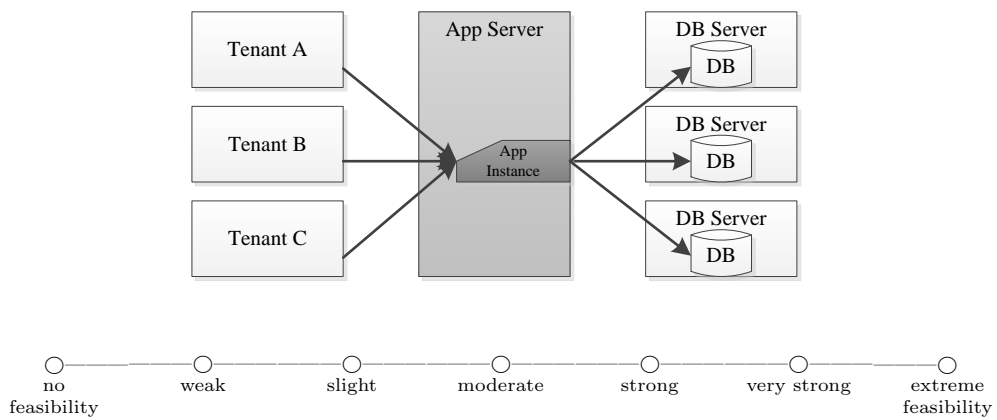 Tenant A
App Server
DB Server
DB
Tenant B
App
Instance
DB Server
DB
Tenant C
DB Server
DB
no
feasibility
weak
slight
moderate
strong
very strong
extreme
feasibility